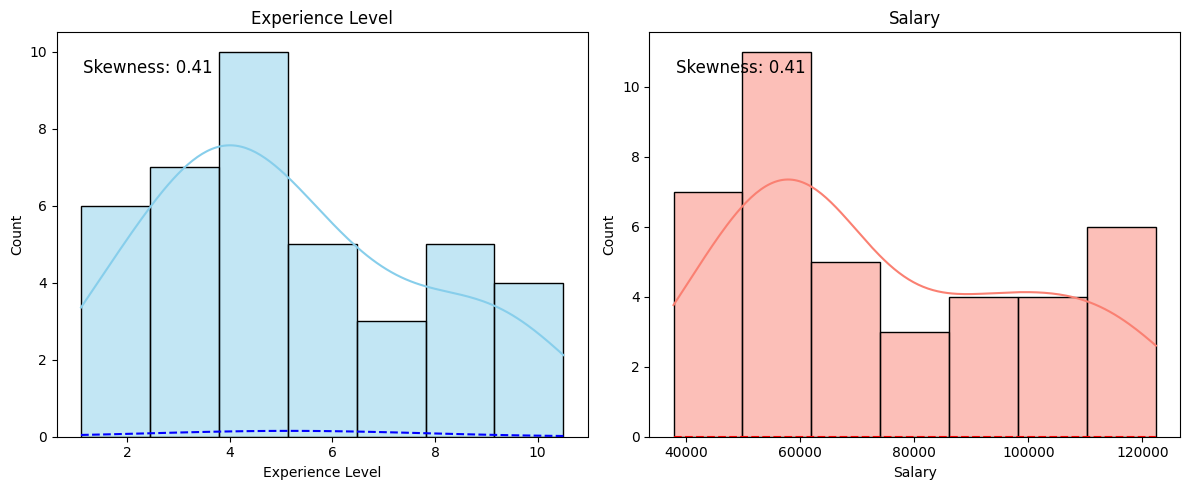 Experience Level
Skewness: 0.41
Count
10
8
6
4
2
0
2 4 6 8 10
Experience Level
Salary
Skewness: 0.41
Count
10
8
6
4
2
0
40000 60000 80000 100000 120000
Salary